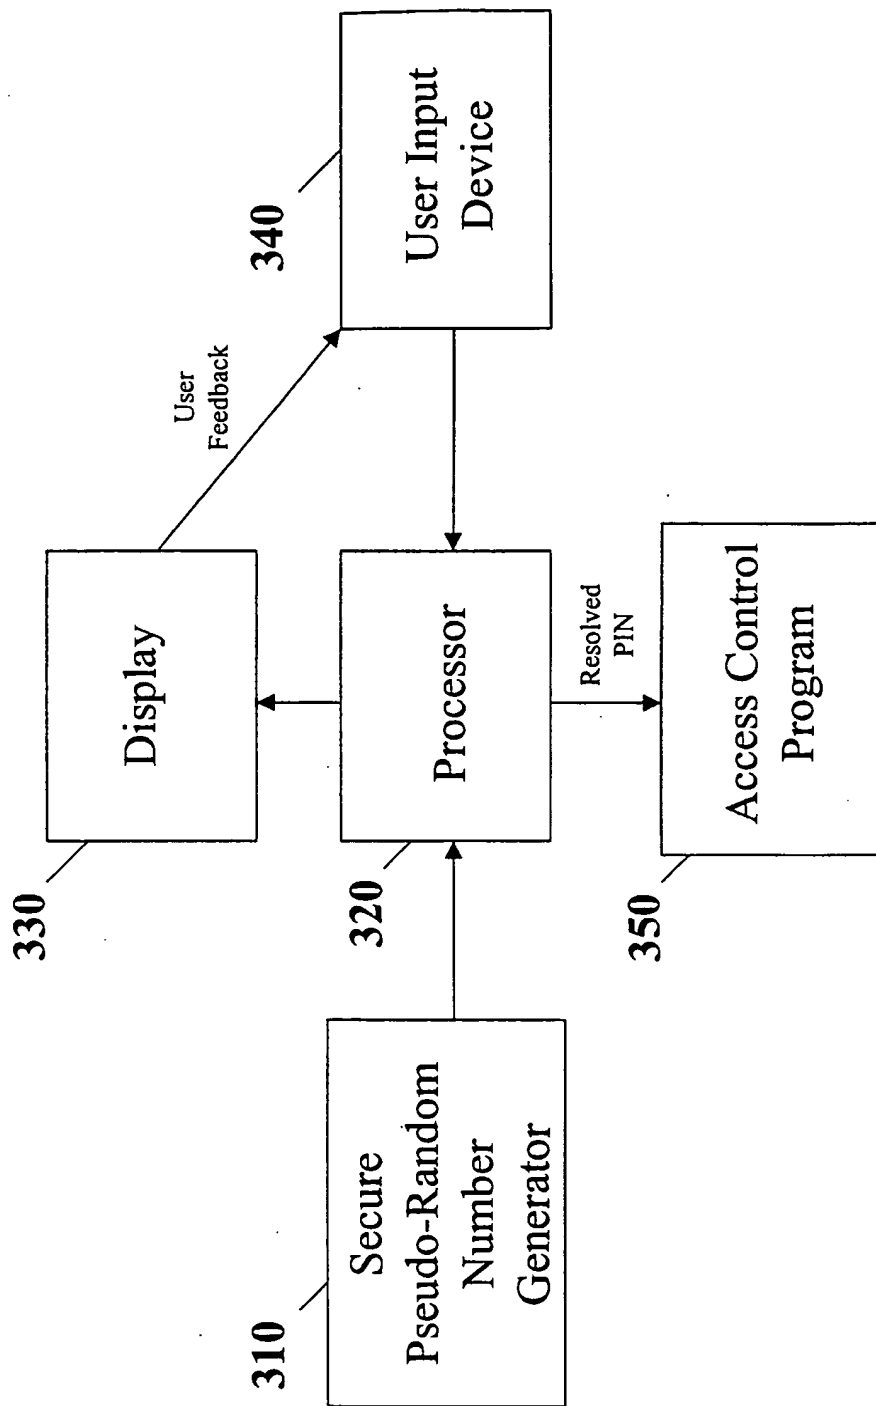 330
Display
User
Feedback
310
Secure
Pseudo-Random
Number
Generator
320
Processor
340
User Input
Device
Resolved
PIN
350
Access Control
Program